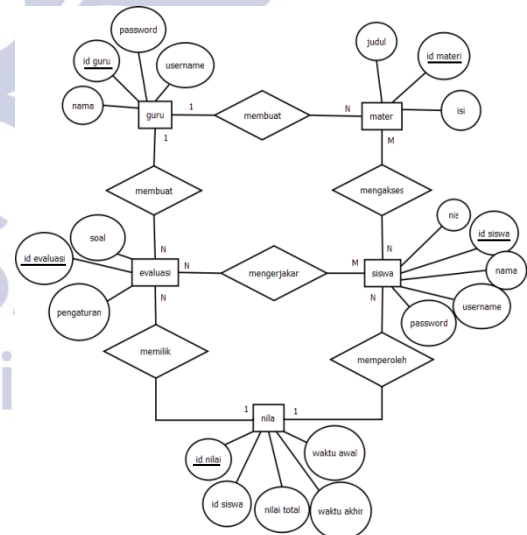 password
id guru
username
nama
guru
1
membuat
N
judul
id materi
mater
isi
1
M
membuat
mengakses
N
nis
id siswa
soal
id evaluasi
evaluasi
N
mengerjakar
M
siswa
N
nama
username
pengaturan
N
N
password
memilik
memperoleh
1
nila
1
id nilai
waktu awal
id siswa
nilai total
waktu akhir